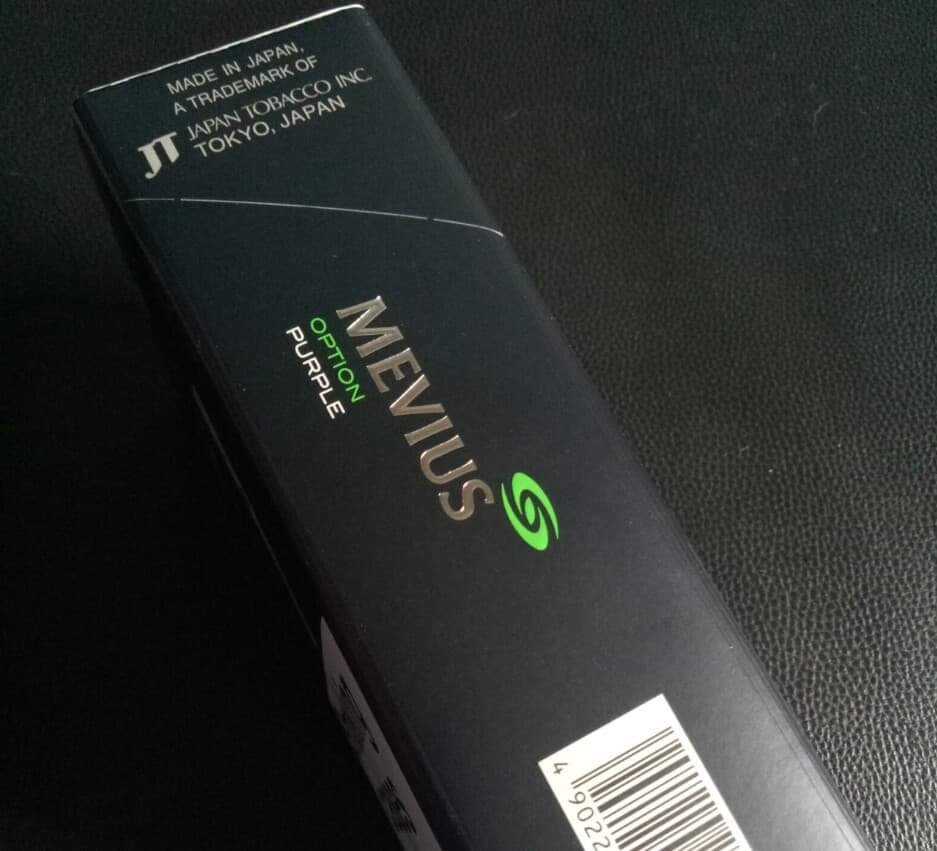 MADE IN JAPAN,
A TRADEMARK OF
JT JAPAN TOBACCO INC.
TOKYO, JAPAN
MEVIUS
OPTION
PURPLE
4 9022